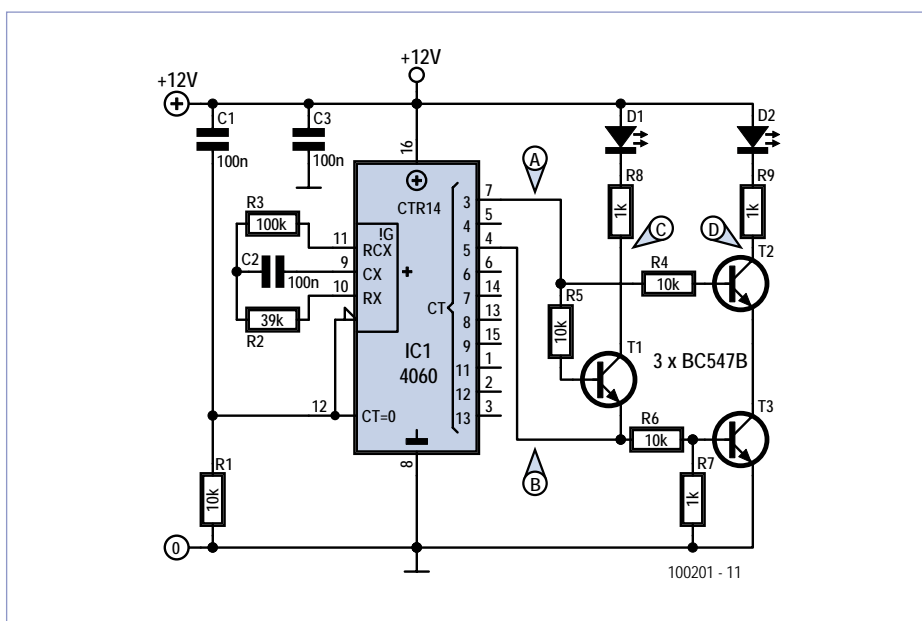 +12V
+12V
C1
100n
C3
100n
16
D1
D2
R3
100k
C2
100n
39k
R2
11
9
10
!G
RCX
CX
RX
+
CTR14
IC1
4060
CT
3
4
5
6
7
8
9
11
12
13
7
5
4
6
14
13
15
1
2
3
12
CT=0
8
A
B
C
D
R8
1k
R9
1k
R4
10k
T2
R5
10k
T1
3 x BC547B
R6
10k
T3
R7
1k
R1
10k
0
100201 - 11